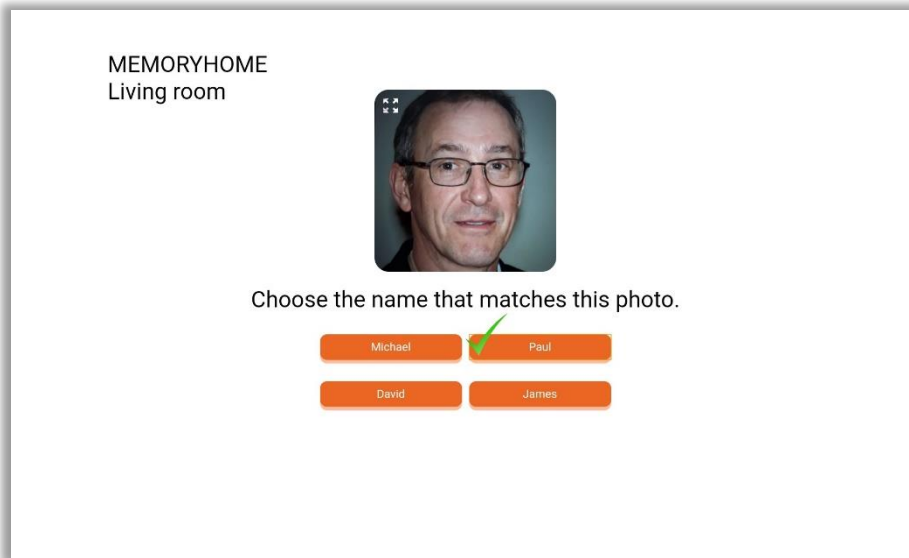 MEMORYHOME
Living room
Choose the name that matches this photo.
Michael
Paul
David
James